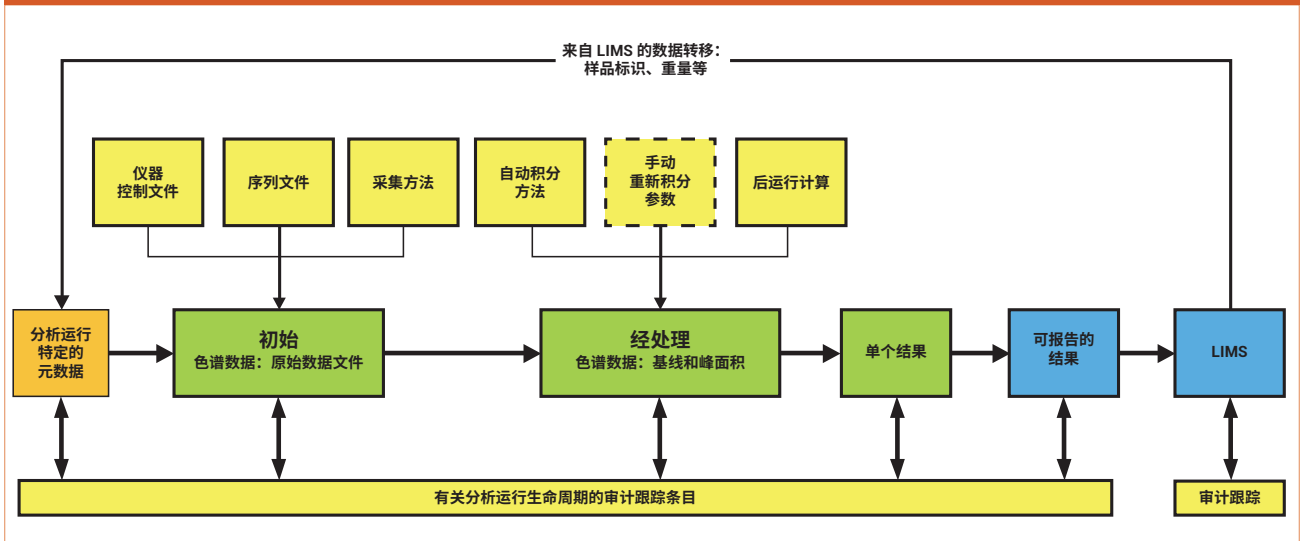 来自 LIMS 的数据转移：
样品标识、重量等
仪器
控制文件
序列文件
采集方法
自动积分
方法
手动
重新积分
参数
后运行计算
分析运行
特定的
元数据
初始
色谱数据：原始数据文件
经处理
色谱数据：基线和峰面积
单个结果
可报告的
结果
LIMS
有关分析运行生命周期的审计跟踪条目
审计跟踪